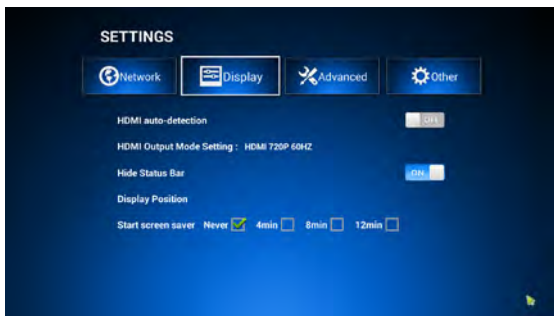 SETTINGS
Network Display Advanced Other
HDMI auto-detection OFF
HDMI Output Mode Setting : HDMI 720P 60HZ
Hide Status Bar ON
Display Position
Start screen saver Never 4min 8min 12min